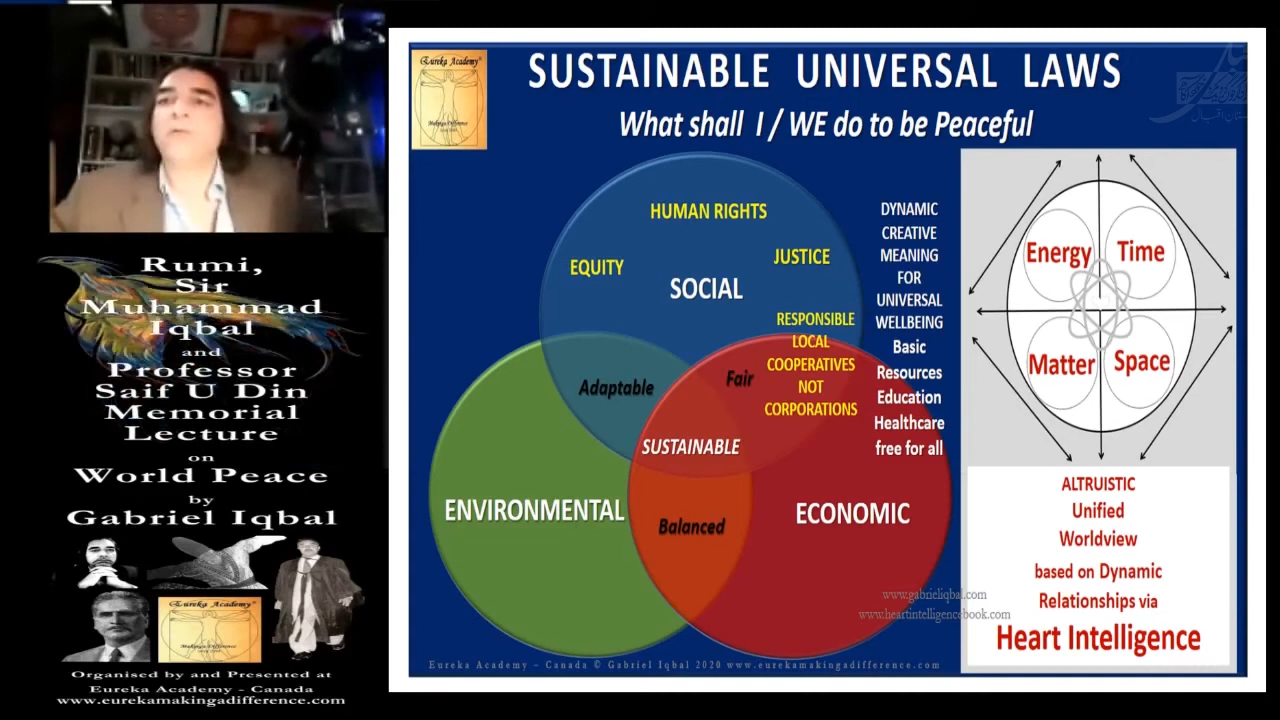 Rumi,
Sir
Muhammad
Iqbal
and
Professor
Saif U Din
Memorial
Lecture
on
World Peace
by
Gabriel Iqbal
Eureka Academy
Making a Difference
Organised by and Presented at
Eureka Academy - Canada
www.eurekamakingadifference.com
Eureka Academy
Making a Difference
SUSTAINABLE UNIVERSAL LAWS
What shall I / WE do to be Peaceful
HUMAN RIGHTS
EQUITY
JUSTICE
SOCIAL
RESPONSIBLE
LOCAL
COOPERATIVES
NOT
CORPORATIONS
Adaptable
Fair
SUSTAINABLE
ENVIRONMENTAL
ECONOMIC
Balanced
DYNAMIC
CREATIVE
MEANING
FOR
UNIVERSAL
WELLBEING
Basic
Resources
Education
Healthcare
free for all
Energy
Time
Matter
Space
ALTRUISTIC
Unified
Worldview
based on Dynamic
Relationships via
Heart Intelligence
www.gabrieliqbal.com
www.heartintelligencebook.com
Eureka Academy - Canada © Gabriel Iqbal 2020 www.eurekamakingadifference.com